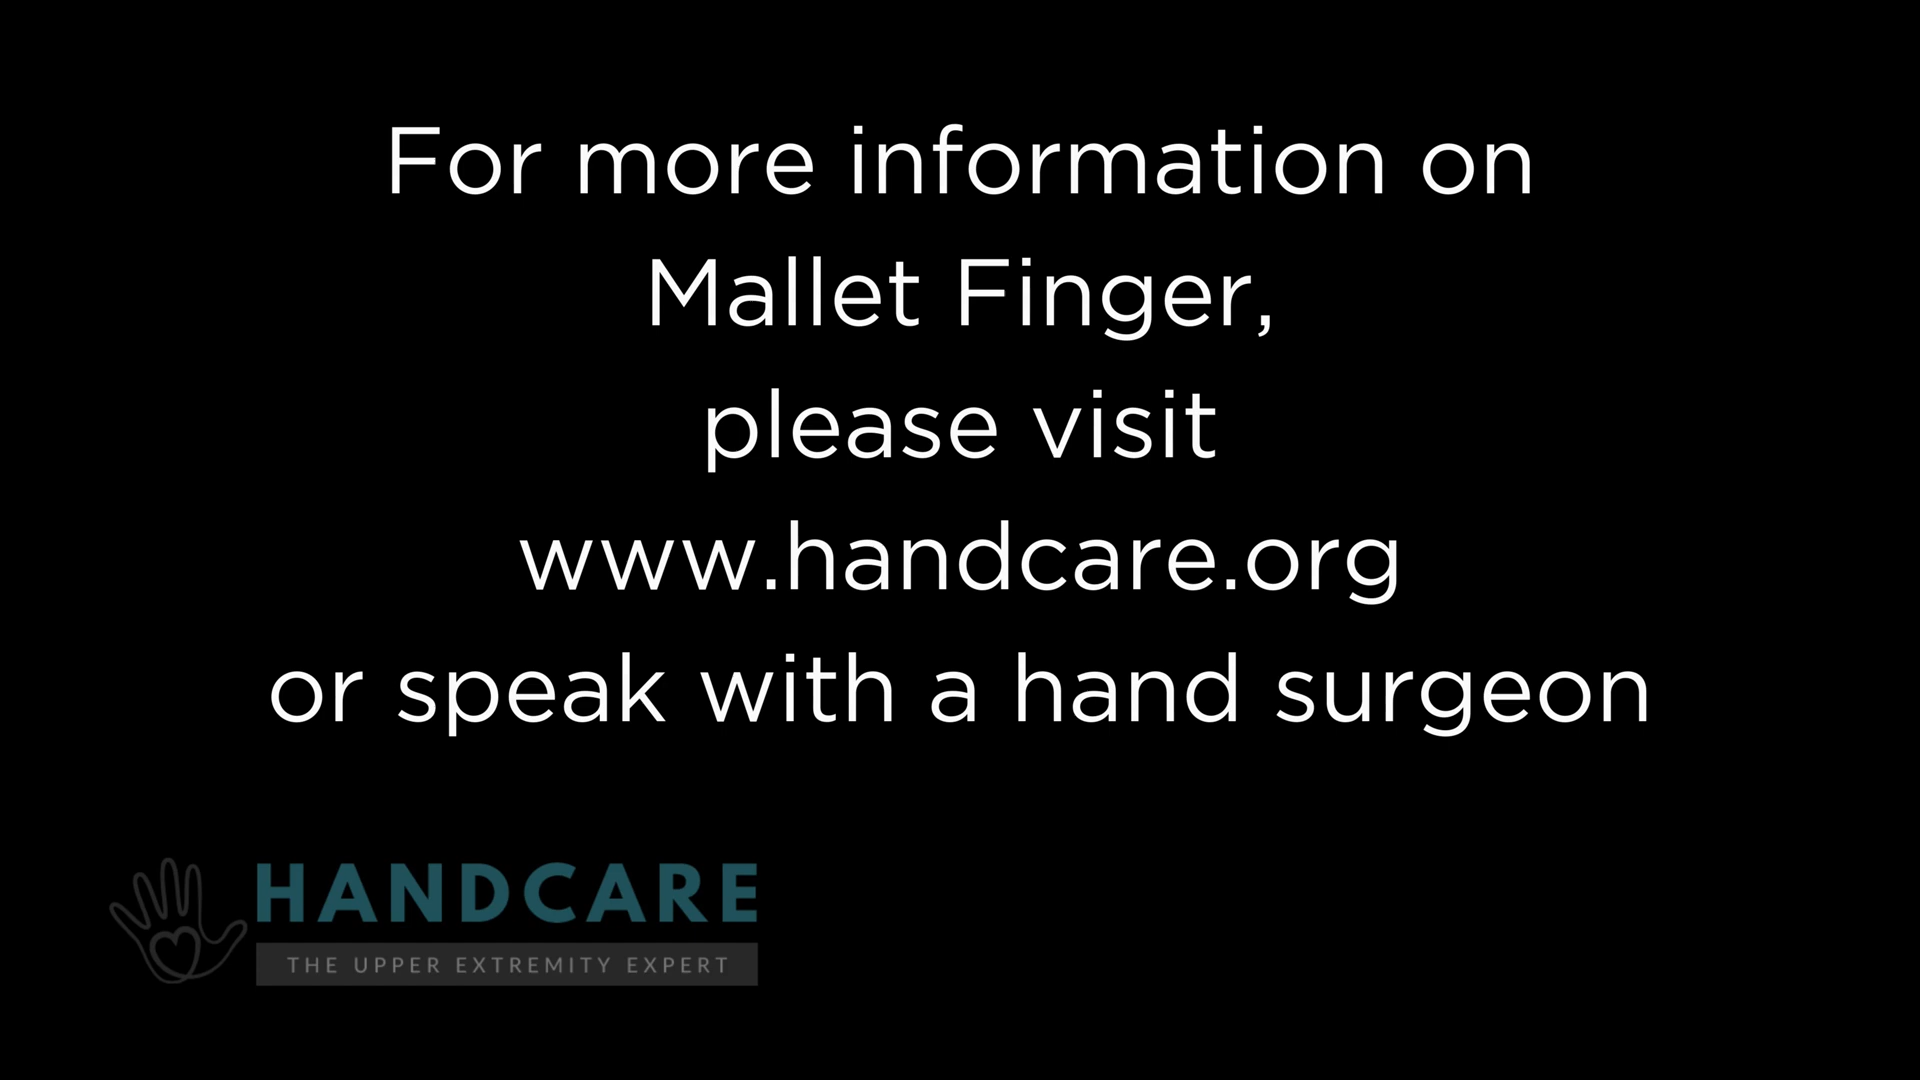 For more information on
Mallet Finger,
please visit
www.handcare.org
or speak with a hand surgeon
HANDCARE
THE UPPER EXTREMITY EXPERT